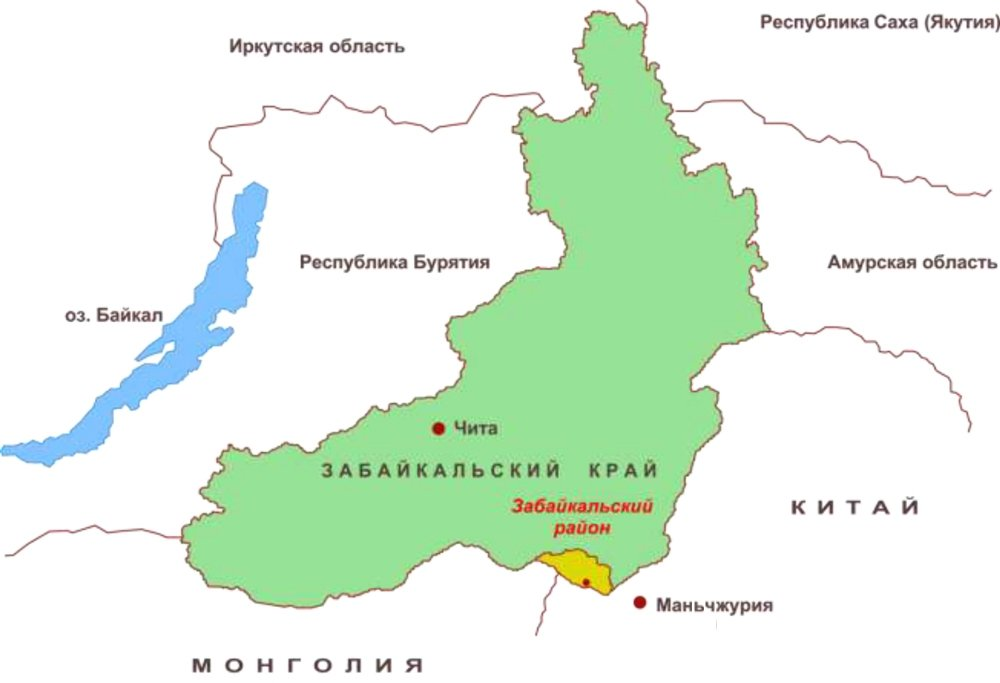 Республика Саха (Якутия)
Иркутская область
Республика Бурятия
Амурская область
оз. Байкал
Чита
ЗАБАЙКАЛЬСКИЙ КРАЙ
Забайкальский
район
КИТАЙ
Маньчжурия
МОНГОЛИЯ